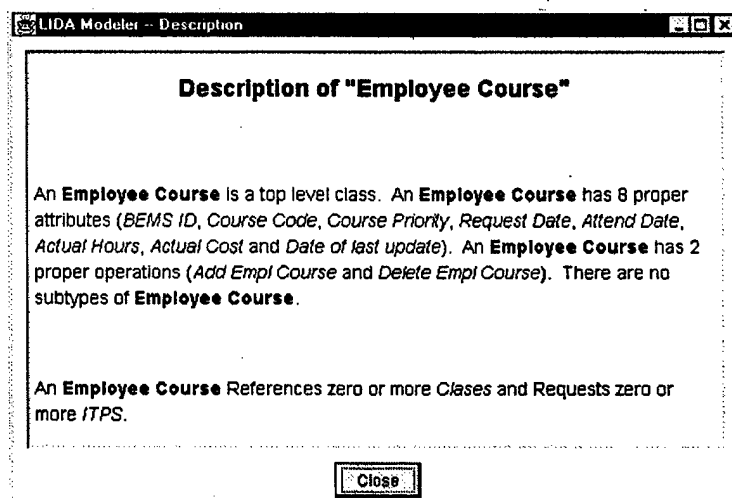 LIDA Modeler -- Description
Description of "Employee Course"
An Employee Course is a top level class. An Employee Course has 8 proper
attributes (BEMS ID, Course Code, Course Priority, Request Date, Attend Date,
Actual Hours, Actual Cost and Date of last update). An Employee Course has 2
proper operations (Add Empl Course and Delete Empl Course). There are no
subtypes of Employee Course.
An Employee Course References zero or more Clases and Requests zero or
more ITPS.
Close